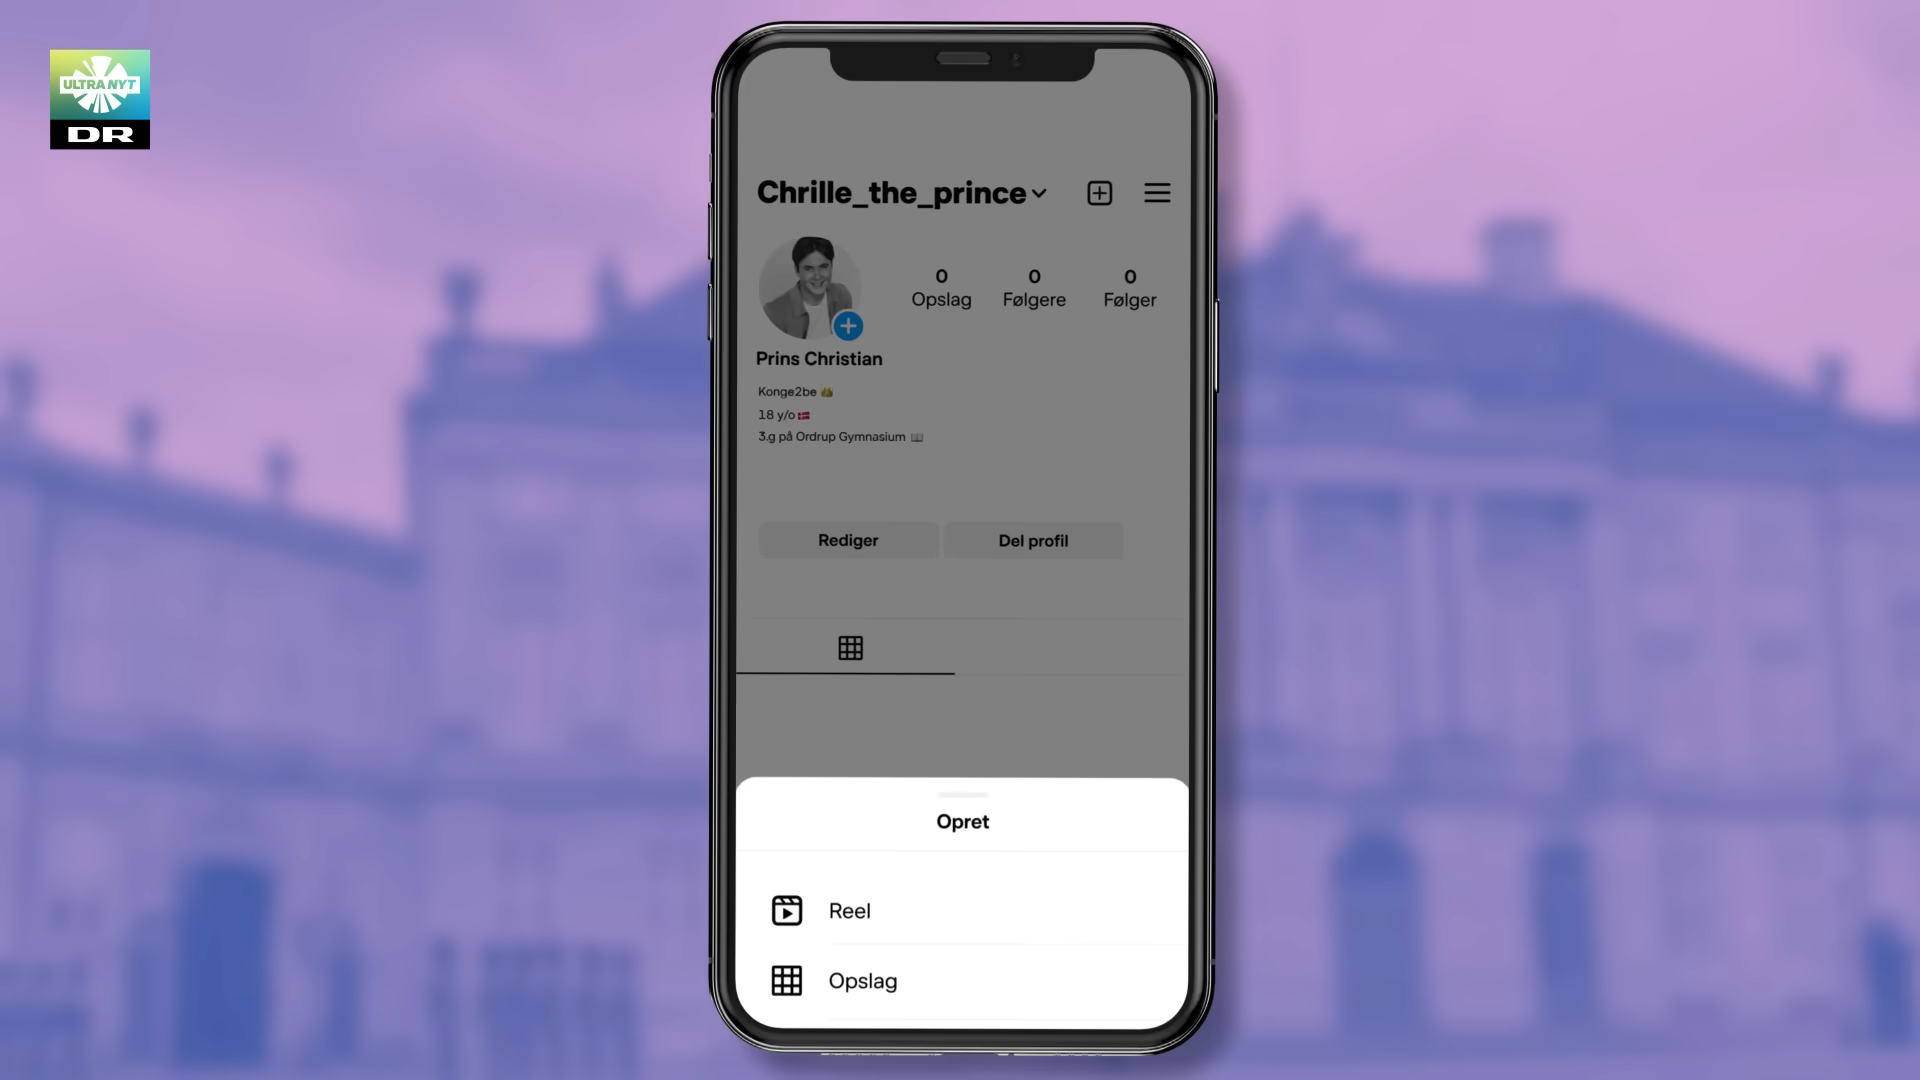 ULTRA NYT
DR
Chrille_the_prince
0 0 0
Opslag Følgere Følger
Prins Christian
Konge2be
18 y/o
3.g på Ordrup Gymnasium
Rediger Del profil
Opret
Reel
Opslag